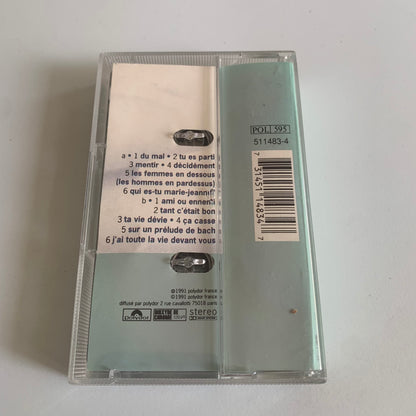 a • 1 du mal • 2 tu es parti
3 mentir • 4 décidément
5 les femmes en dessous
(les hommes en pardessus)
6 qui es-tu marie-jeanne?
b • 1 ami ou ennemi
2 tant c'était bon
3 ta vie dévie • 4 ça casse
5 sur un prélude de bach
6 j'ai toute la vie devant vous
℗1991 polydor france
©1991 polydor france
diffusé par polydor 2 rue cavallotti 75018 paris
polydor
stereo
POL 595
511483-4
7 31451 14834 7